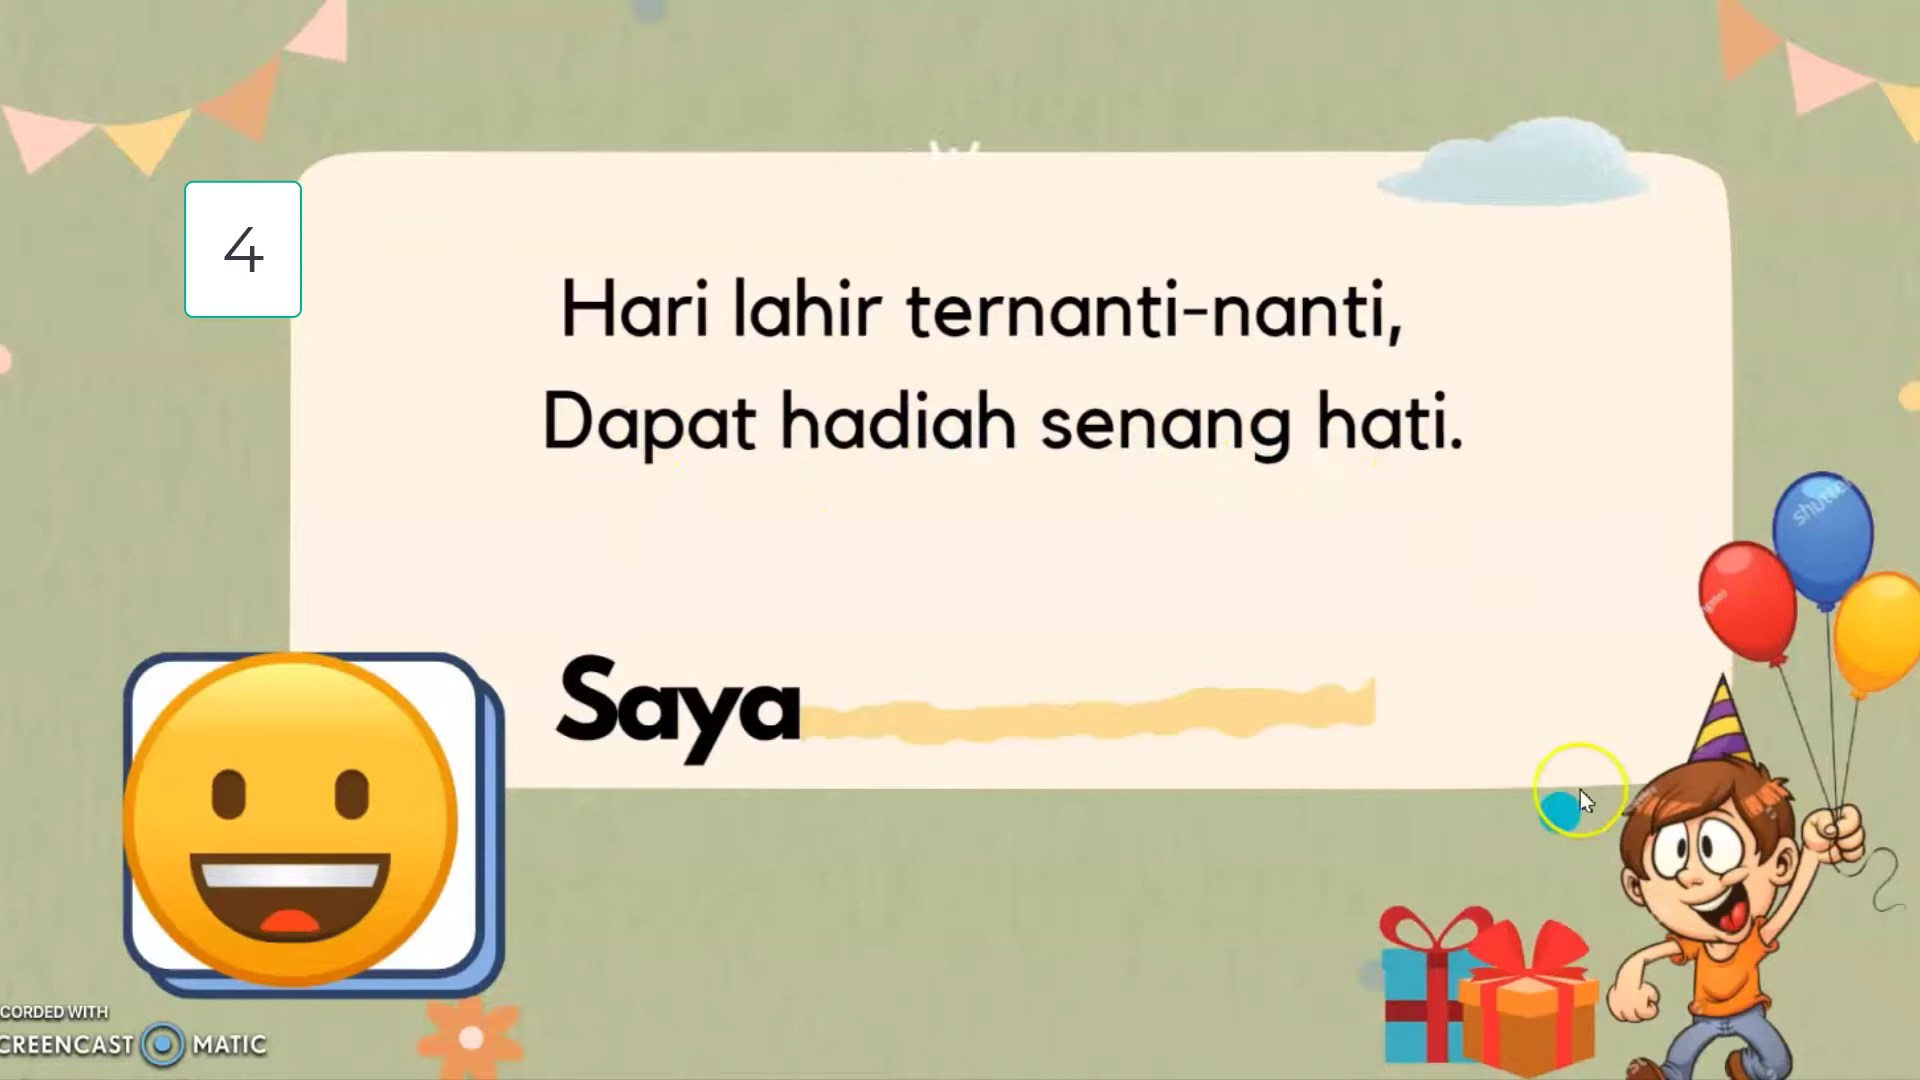 4
Hari lahir ternanti-nanti,
Dapat hadiah senang hati.
Saya
CORDED WITH
CREENCAST MATIC